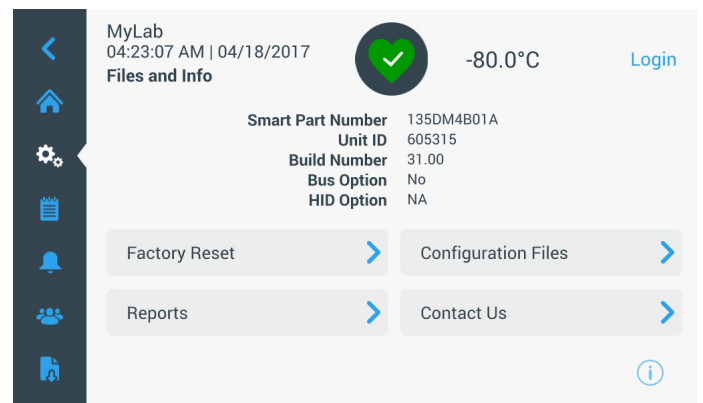 MyLab
04:23:07 AM | 04/18/2017
Files and Info
-80.0°C
Login
Smart Part Number 135DM4B01A
Unit ID 605315
Build Number 31.00
Bus Option No
HID Option NA
Factory Reset
Configuration Files
Reports
Contact Us
i